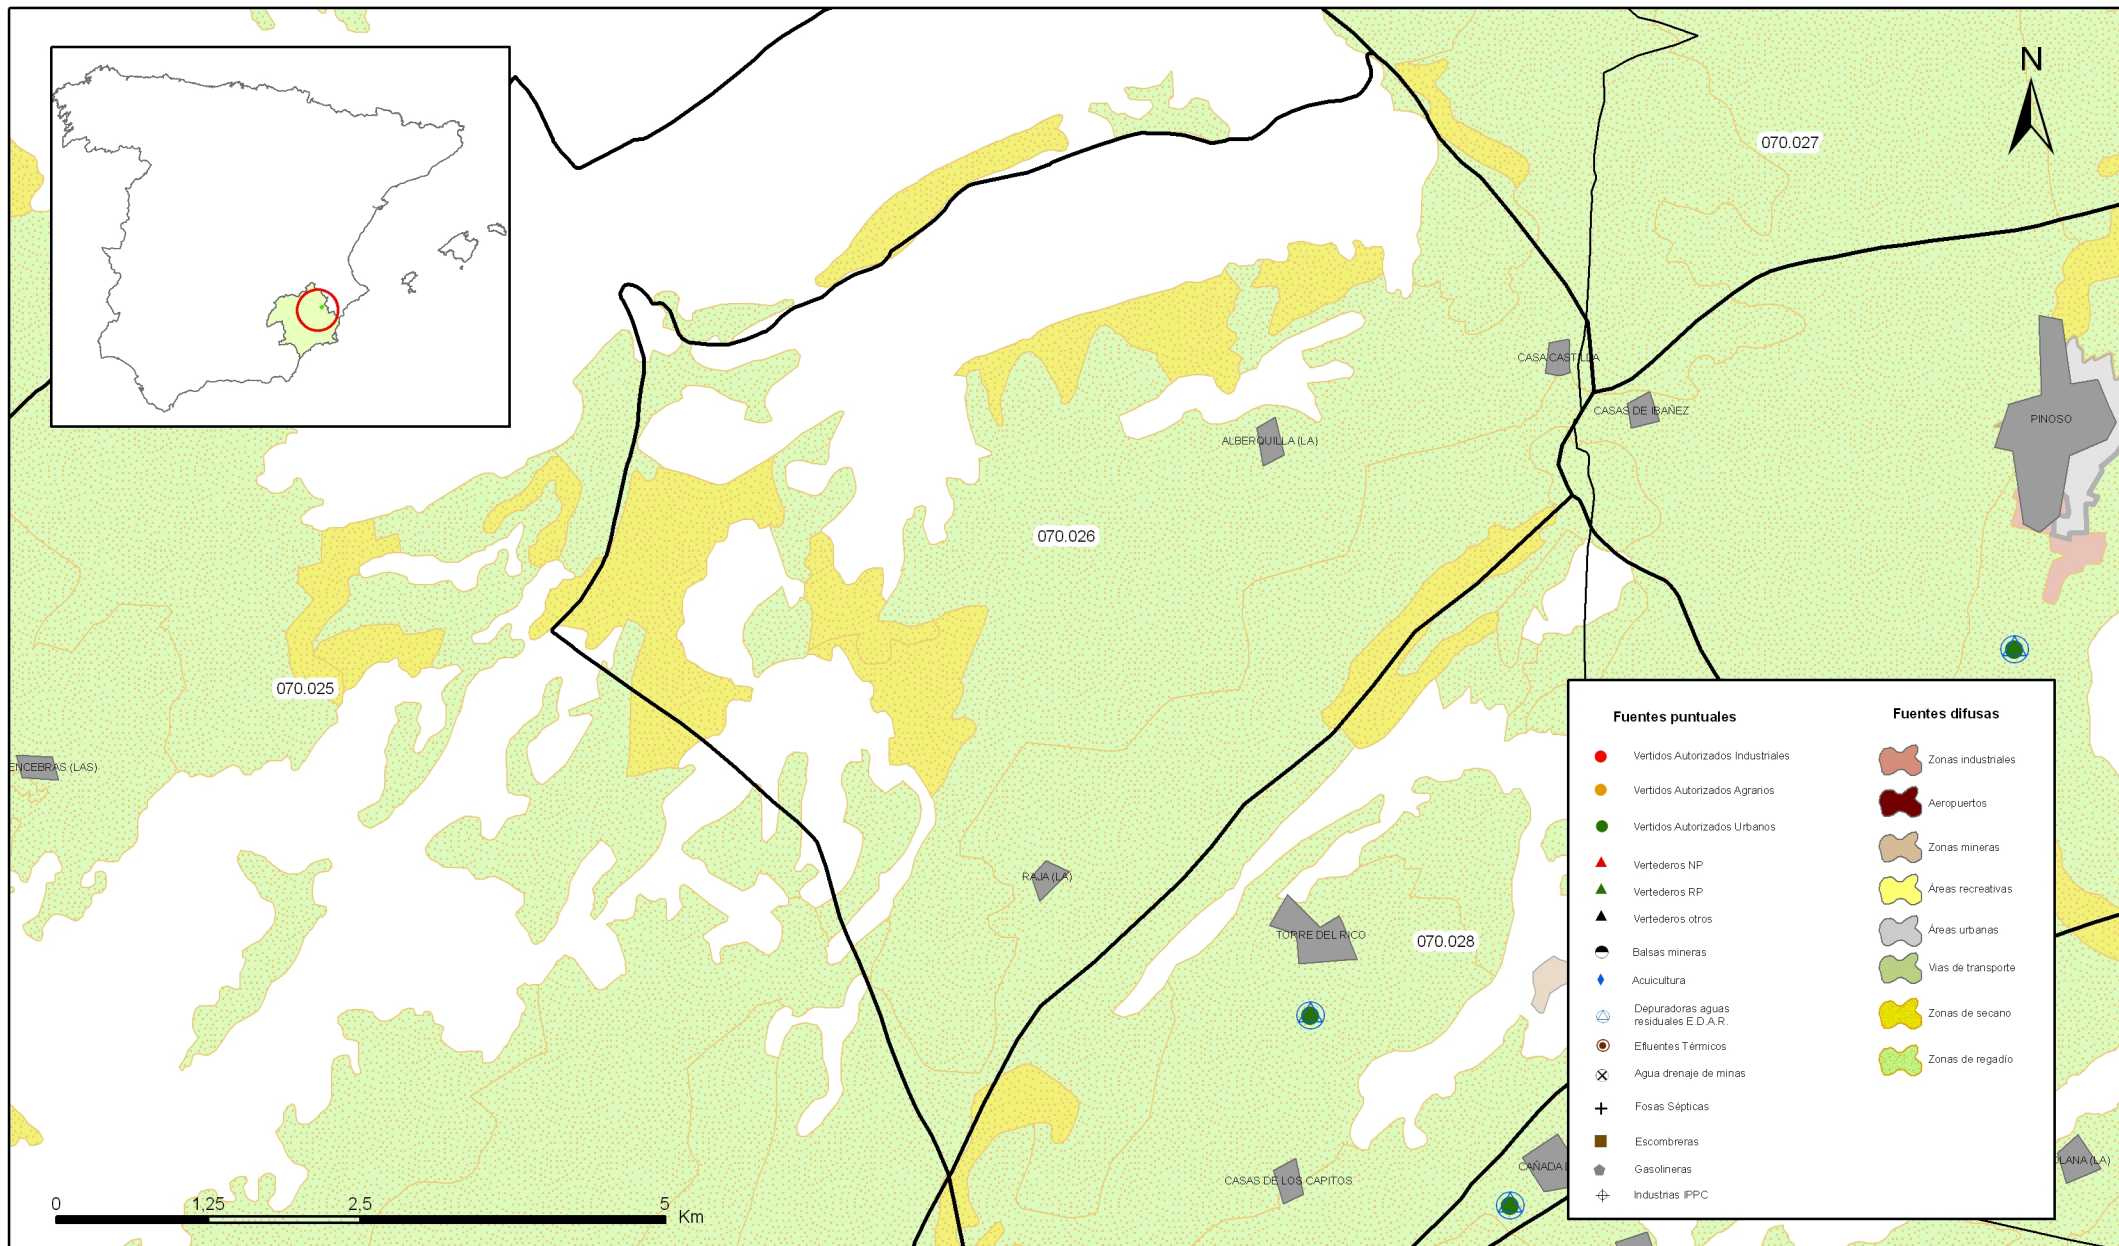 N
070.027
CASA CASTILLA
CASAS DE IBAÑEZ
PINOSO
ALBERQUILLA (LA)
070.026
070.025
ENCEBRAS (LAS)
RAJA (LA)
TORRE DEL RICO
070.028
CASAS DE LOS CAPITOS
CAÑADA D
OLANA (LA)
0 1,25 2,5 5 Km
Fuentes puntuales
Vertidos Autorizados Industriales
Vertidos Autorizados Agrarios
Vertidos Autorizados Urbanos
Vertederos NP
Vertederos RP
Vertederos otros
Balsas mineras
Acuicultura
Depuradoras aguas
residuales E.D.A.R.
Efluentes Térmicos
Agua drenaje de minas
Fosas Sépticas
Escombreras
Gasolineras
Industrias IPPC
Fuentes difusas
Zonas industriales
Aeropuertos
Zonas mineras
Áreas recreativas
Áreas urbanas
Vias de transporte
Zonas de secano
Zonas de regadío